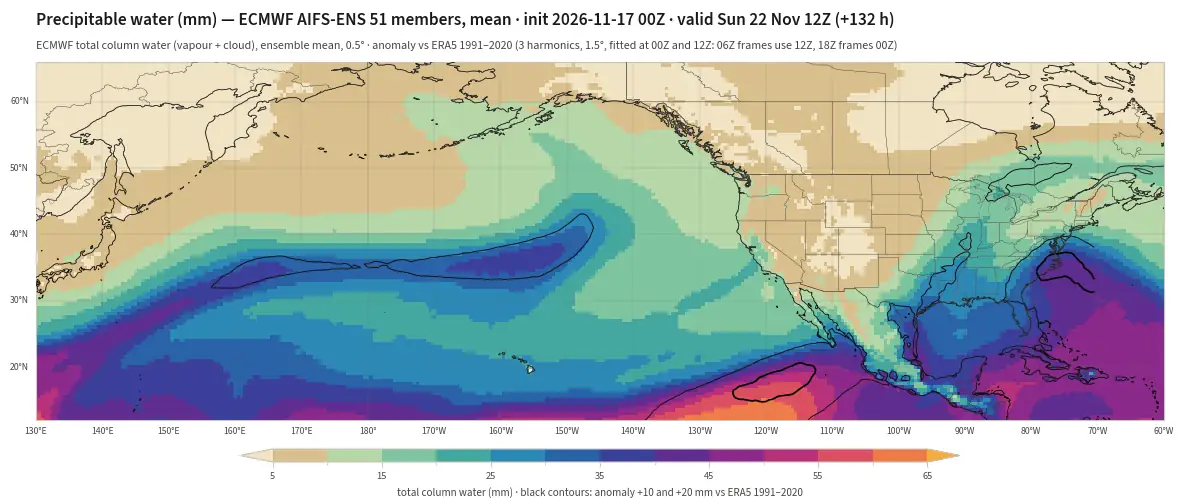 Precipitable water (mm) — ECMWF AIFS-ENS 51 members, mean · init 2026-11-17 00Z · valid Sun 22 Nov 12Z (+132 h)
ECMWF total column water (vapour + cloud), ensemble mean, 0.5° · anomaly vs ERA5 1991–2020 (3 harmonics, 1.5°, fitted at 00Z and 12Z: 06Z frames use 12Z, 18Z frames 00Z)
60°N
50°N
40°N
30°N
20°N
130°E 140°E 150°E 160°E 170°E 180° 170°W 160°W 150°W 140°W 130°W 120°W 110°W 100°W 90°W 80°W 70°W 60°W
5 15 25 35 45 55 65
total column water (mm) · black contours: anomaly +10 and +20 mm vs ERA5 1991–2020